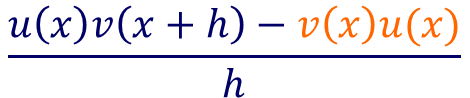 u(x)v(x + h) − v(x)u(x)
h